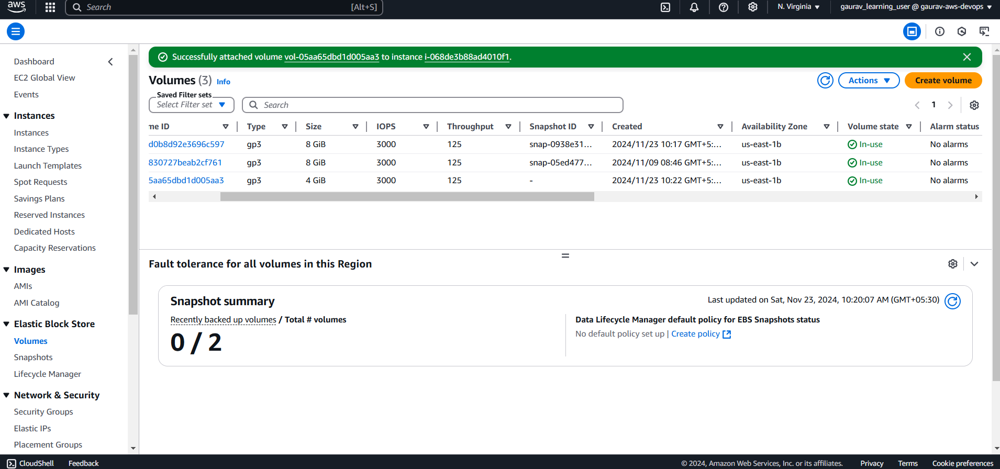 aws
Search [Alt+S]
N. Virginia
gaurav_learning_user @ gaurav-aws-devops
Dashboard
EC2 Global View
Events
Instances
Instances
Instance Types
Launch Templates
Spot Requests
Savings Plans
Reserved Instances
Dedicated Hosts
Capacity Reservations
Images
AMIs
AMI Catalog
Elastic Block Store
Volumes
Snapshots
Lifecycle Manager
Network & Security
Security Groups
Elastic IPs
Placement Groups
Successfully attached volume vol-05aa65dbd1d005aa3 to instance i-068de3b88ad4010f1.
Volumes (3) Info
Actions
Create volume
Saved Filter sets
Select Filter set
Search
1
me ID Type Size IOPS Throughput Snapshot ID Created Availability Zone Volume state Alarm status
d0b8d92e3696c597 gp3 8 GiB 3000 125 snap-0938e31... 2024/11/23 10:17 GMT+5:... us-east-1b In-use No alarms
830727beab2cf761 gp3 8 GiB 3000 125 snap-05ed477... 2024/11/09 08:46 GMT+5:... us-east-1b In-use No alarms
5aa65dbd1d005aa3 gp3 4 GiB 3000 125 - 2024/11/23 10:22 GMT+5:... us-east-1b In-use No alarms
Fault tolerance for all volumes in this Region
Snapshot summary
Last updated on Sat, Nov 23, 2024, 10:20:07 AM (GMT+05:30)
Recently backed up volumes / Total # volumes
0 / 2
Data Lifecycle Manager default policy for EBS Snapshots status
No default policy set up | Create policy
CloudShell
Feedback
© 2024, Amazon Web Services, Inc. or its affiliates.
Privacy
Terms
Cookie preferences